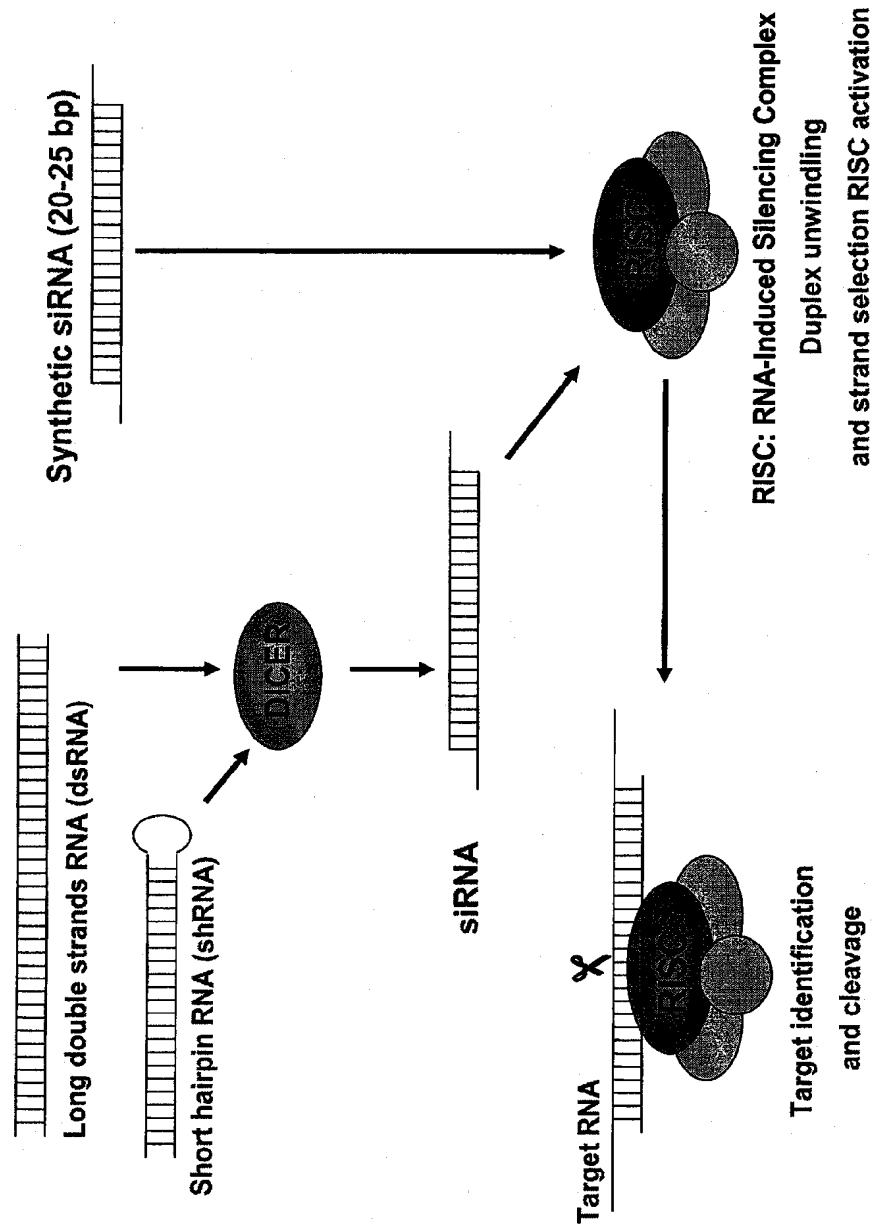 Long double strands RNA (dsRNA)
Short hairpin RNA (shRNA)
DICER
siRNA
Synthetic siRNA (20-25 bp)
RISC
RISC: RNA-Induced Silencing Complex
Duplex unwindling
and strand selection RISC activation
Target RNA
RISC
Target identification
and cleavage